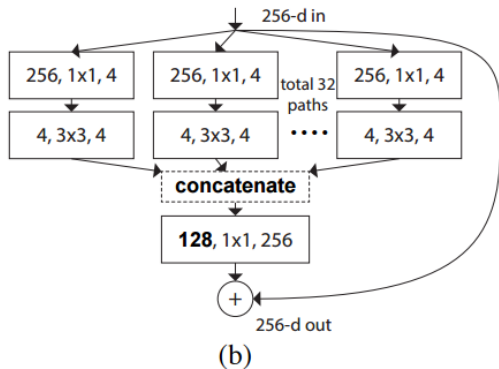 256-d in
256, 1x1, 4
256, 1x1, 4
total 32
paths
256, 1x1, 4
4, 3x3, 4
4, 3x3, 4
....
4, 3x3, 4
concatenate
128, 1x1, 256
+
256-d out
(b)